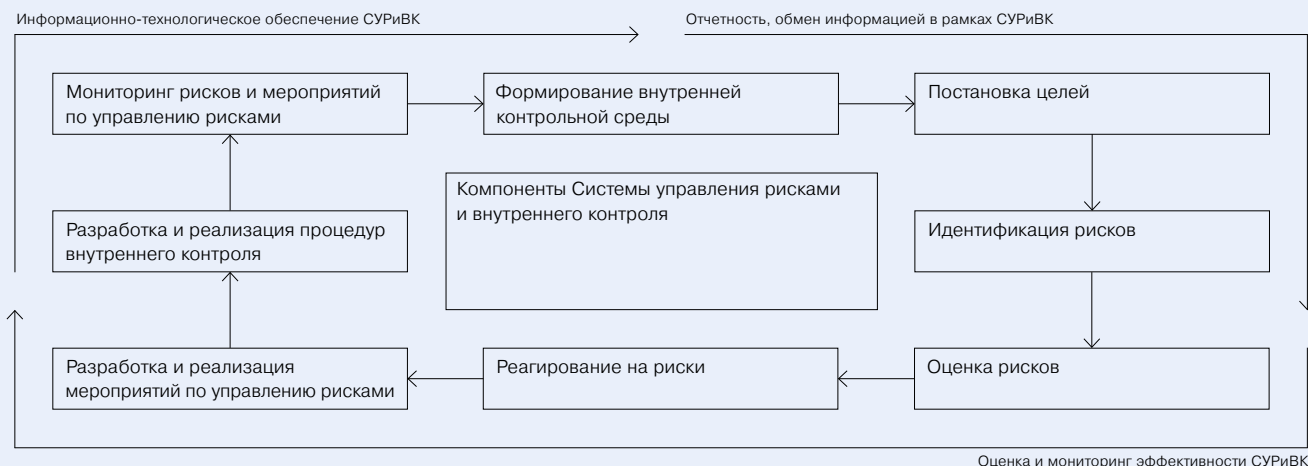 Информационно-технологическое обеспечение СУРиВК
Отчетность, обмен информацией в рамках СУРиВК
Мониторинг рисков и мероприятий
по управлению рисками
Формирование внутренней
контрольной среды
Постановка целей
Компоненты Системы управления рисками
и внутреннего контроля
Разработка и реализация процедур
внутреннего контроля
Идентификация рисков
Разработка и реализация
мероприятий по управлению рисками
Реагирование на риски
Оценка рисков
Оценка и мониторинг эффективности СУРиВК